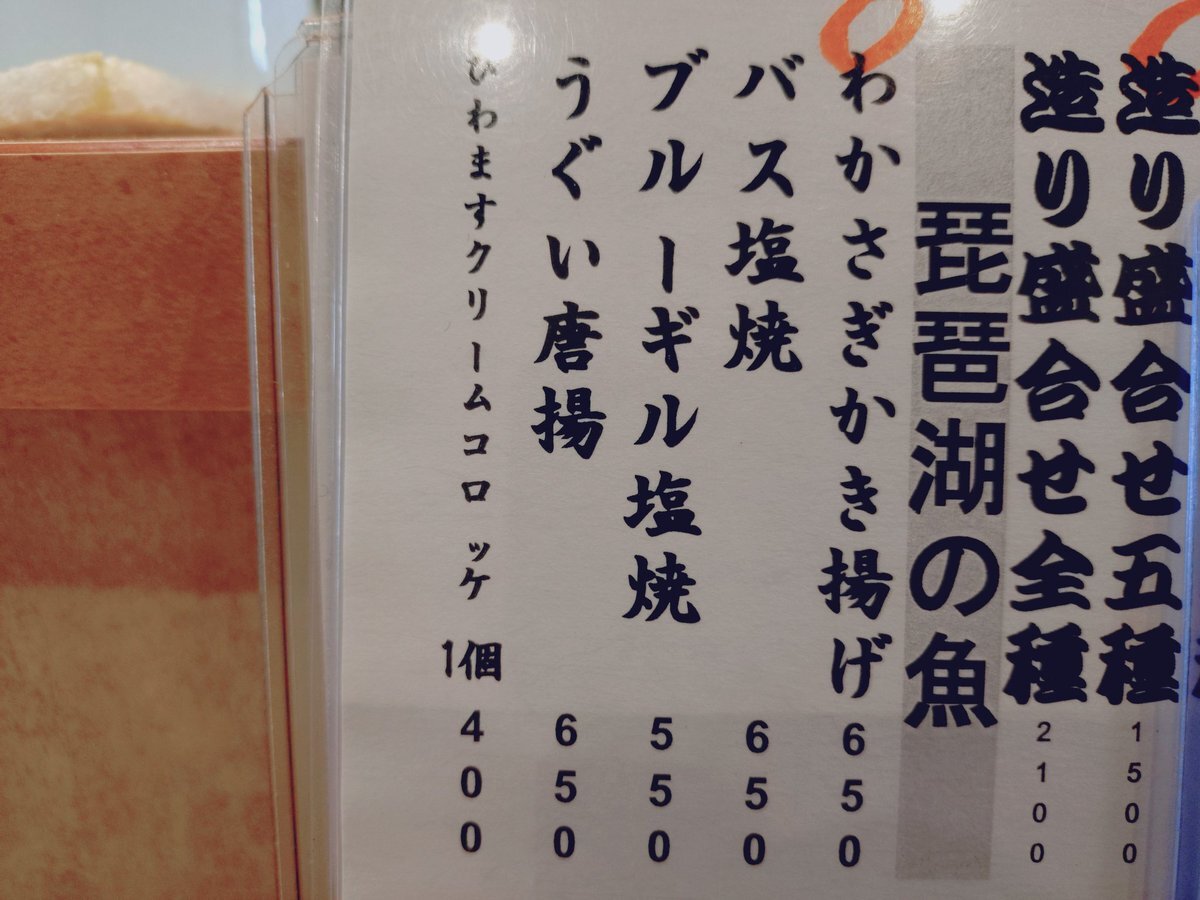 造り盛合せ五種 1500
造り盛合せ全種 2100
琵琶湖の魚
わかさぎかき揚げ 650
バス塩焼 650
ブルーギル塩焼 550
うぐい唐揚 650
びわますクリームコロッケ 1個 400